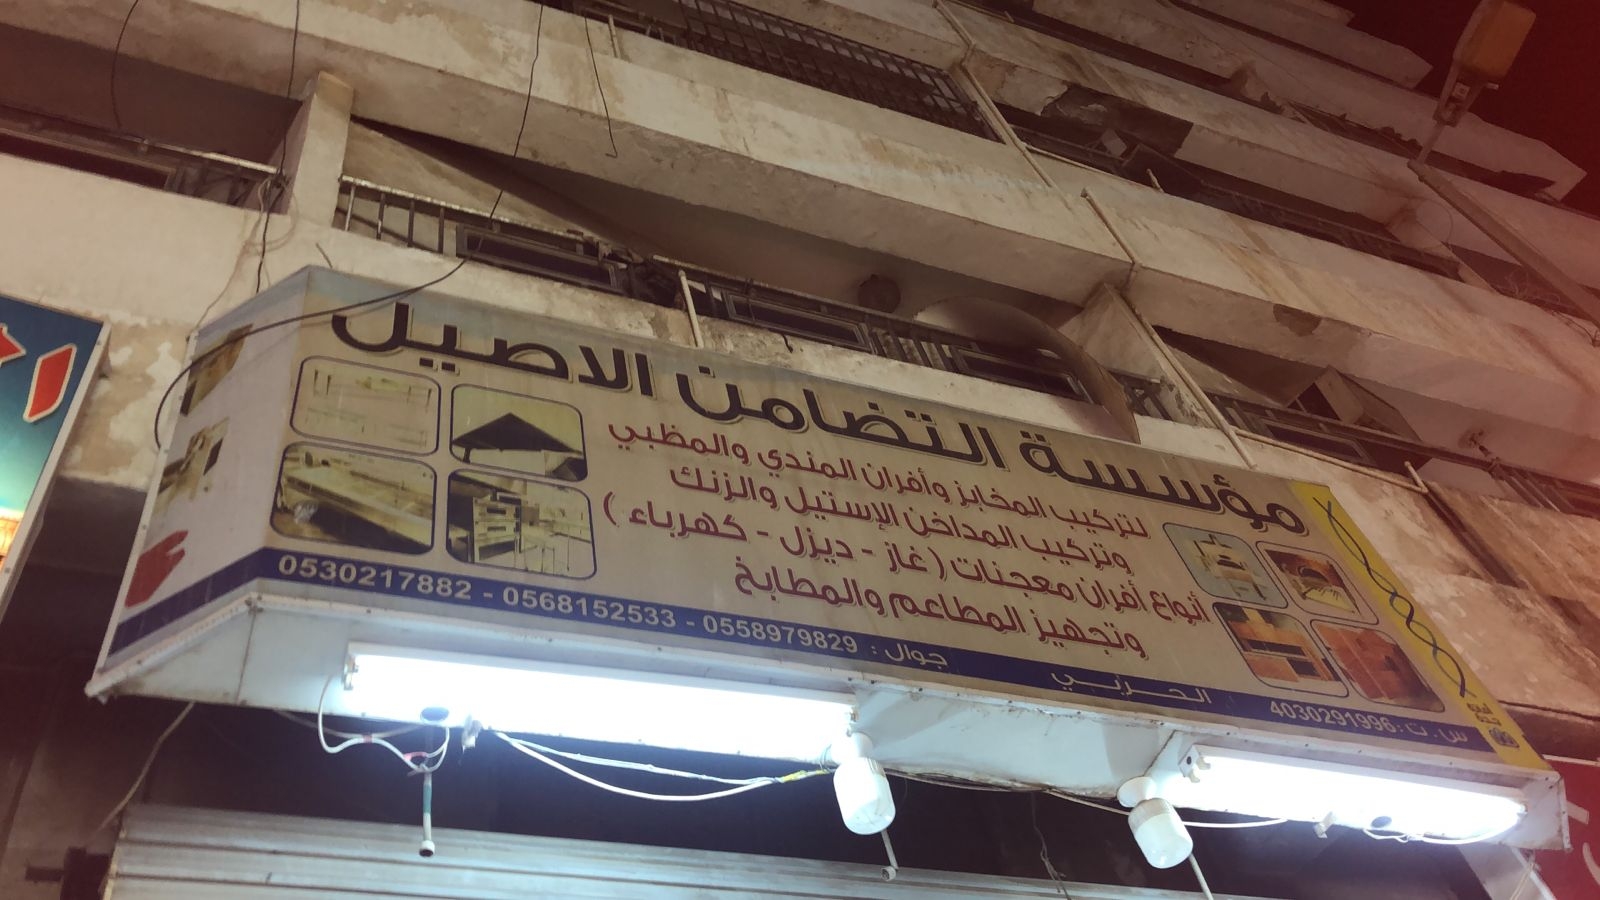 مؤسسة التضامن الاصيل
لتركيب المخابز وأفران المندي والمظبي
وتركيب المداخن الإستيل والزنك
أنواع أفران معجنات ( غاز - ديزل - كهرباء )
وتجهيز المطاعم والمطابخ
س.ت: 4030291996 الحربي جوال : 0558979829 - 0568152533 - 0530217882